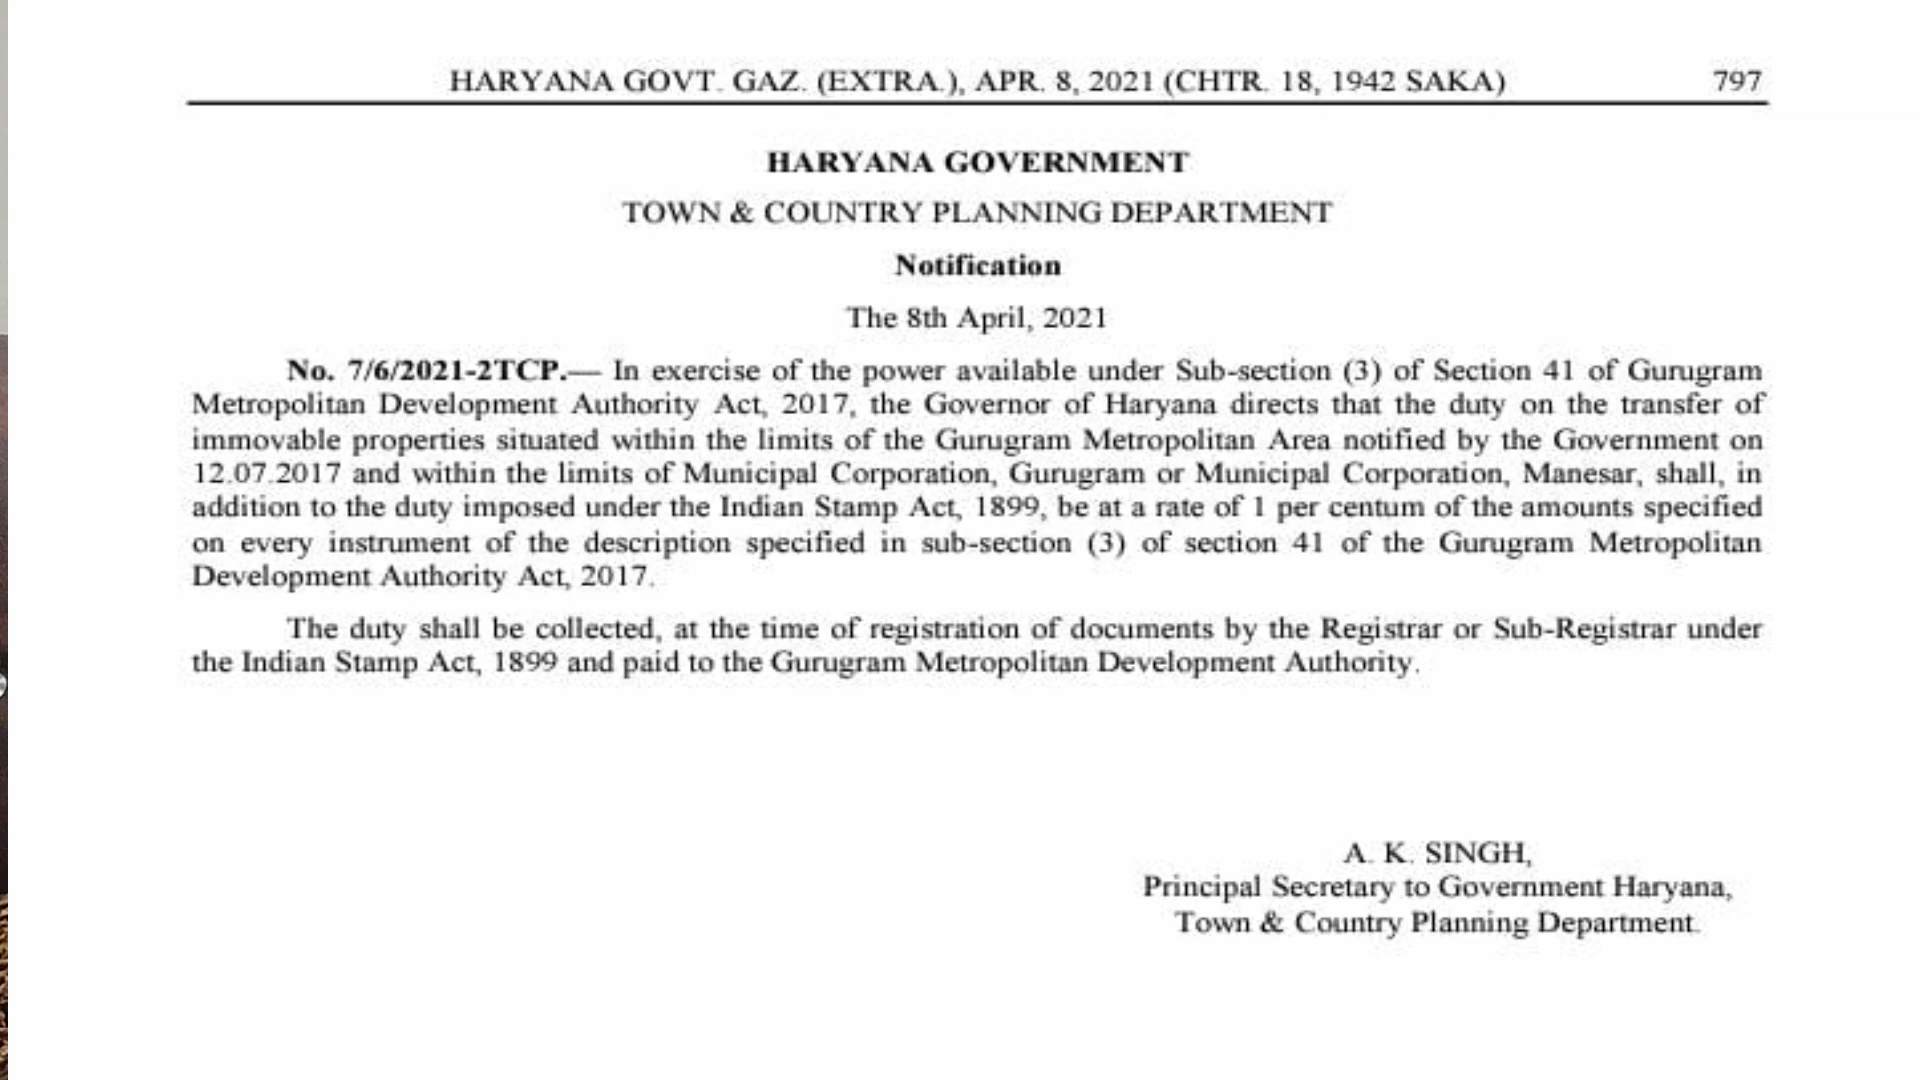 HARYANA GOVT. GAZ. (EXTRA.), APR. 8, 2021 (CHTR. 18, 1942 SAKA) 797
HARYANA GOVERNMENT
TOWN & COUNTRY PLANNING DEPARTMENT
Notification
The 8th April, 2021
No. 7/6/2021-2TCP.— In exercise of the power available under Sub-section (3) of Section 41 of Gurugram
Metropolitan Development Authority Act, 2017, the Governor of Haryana directs that the duty on the transfer of
immovable properties situated within the limits of the Gurugram Metropolitan Area notified by the Government on
12.07.2017 and within the limits of Municipal Corporation, Gurugram or Municipal Corporation, Manesar, shall, in
addition to the duty imposed under the Indian Stamp Act, 1899, be at a rate of 1 per centum of the amounts specified
on every instrument of the description specified in sub-section (3) of section 41 of the Gurugram Metropolitan
Development Authority Act, 2017.
The duty shall be collected, at the time of registration of documents by the Registrar or Sub-Registrar under
the Indian Stamp Act, 1899 and paid to the Gurugram Metropolitan Development Authority.
A. K. SINGH,
Principal Secretary to Government Haryana,
Town & Country Planning Department.